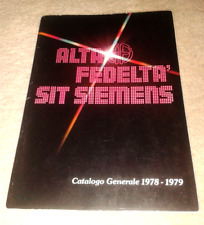 ALTA
FEDELTA'
SIT SIEMENS
Catalogo Generale 1978 - 1979